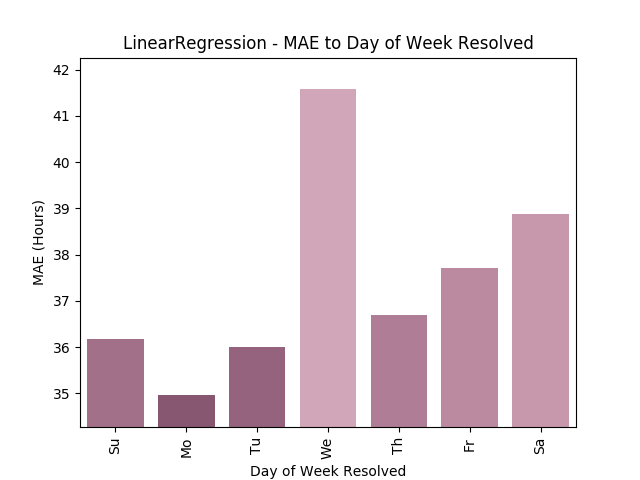 LinearRegression - MAE to Day of Week Resolved
42
41
40
39
38
37
36
35
MAE (Hours)
Su Mo Tu We Th Fr Sa
Day of Week Resolved